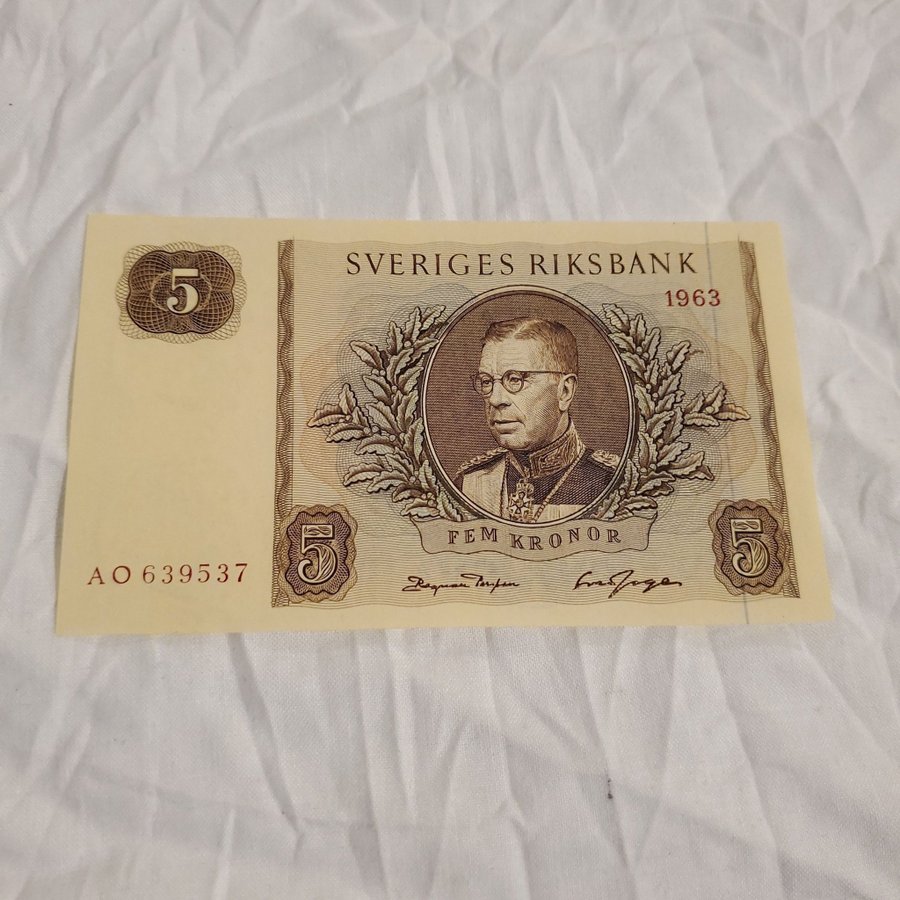 5
SVERIGES RIKSBANK
1963
FEM KRONOR
5
5
AO 639537